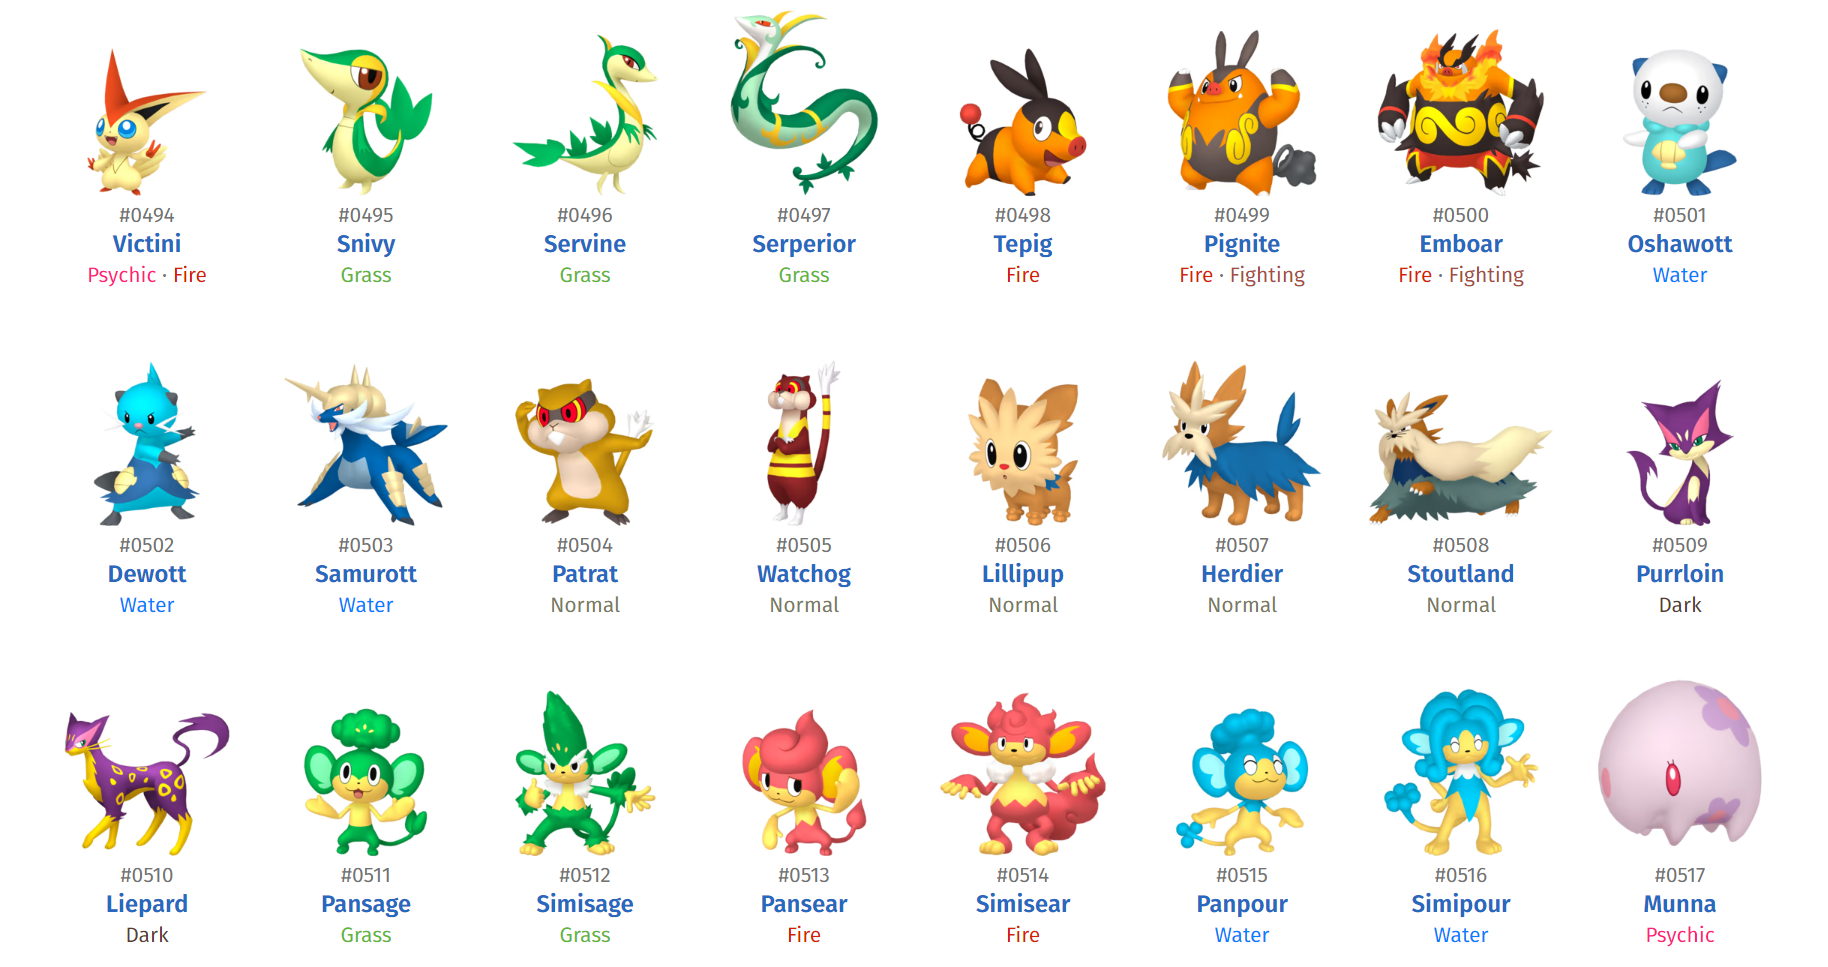 #0494 #0495 #0496 #0497 #0498 #0499 #0500 #0501
Victini Snivy Servine Serperior Tepig Pignite Emboar Oshawott
Psychic · Fire Grass Grass Grass Fire Fire · Fighting Fire · Fighting Water
#0502 #0503 #0504 #0505 #0506 #0507 #0508 #0509
Dewott Samurott Patrat Watchog Lillipup Herdier Stoutland Purrloin
Water Water Normal Normal Normal Normal Normal Dark
#0510 #0511 #0512 #0513 #0514 #0515 #0516 #0517
Liepard Pansage Simisage Pansear Simisear Panpour Simipour Munna
Dark Grass Grass Fire Fire Water Water Psychic